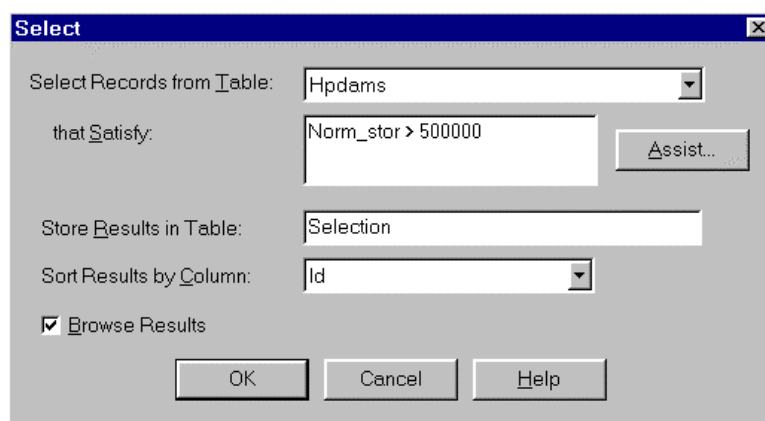 Select
Select Records from Table: Hpdams
that Satisfy: Norm_stor > 500000
Assist...
Store Results in Table: Selection
Sort Results by Column: Id
Browse Results
OK Cancel Help